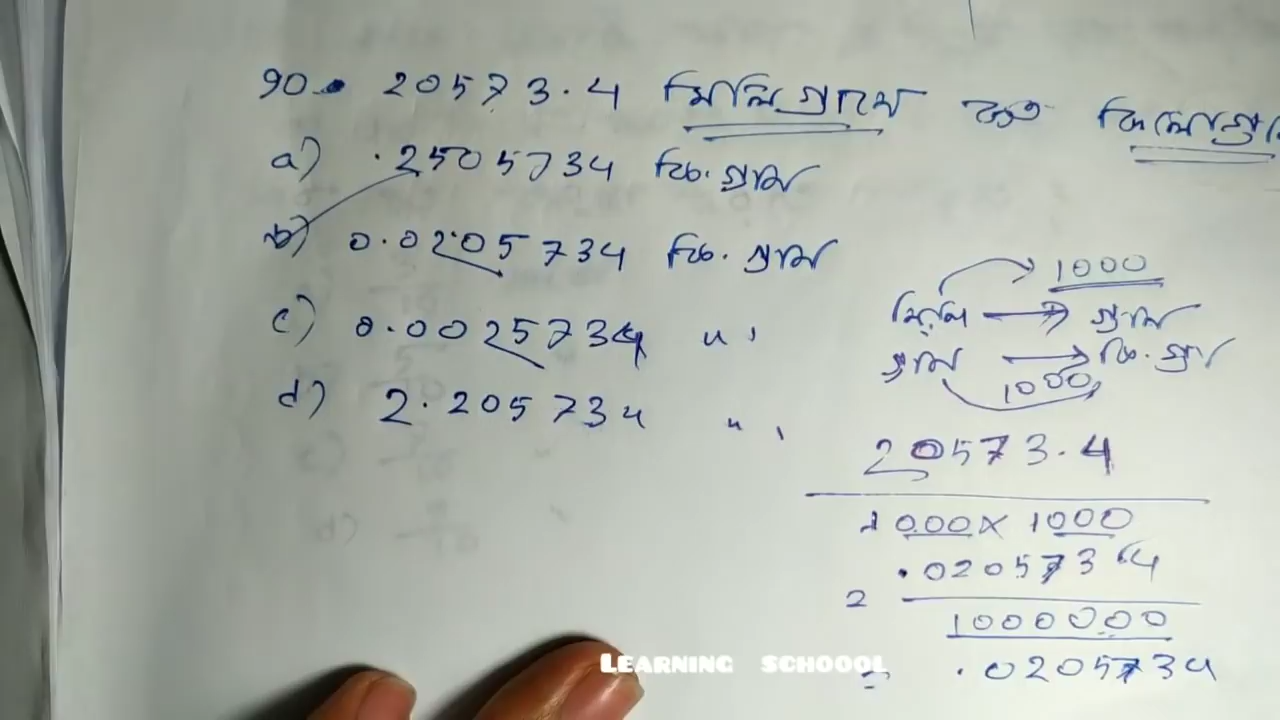 90. 20573.4 মিলিগ্রামে কত কিলোগ্রা
a) .2505734 কি. গ্রাম
b) 0.0205734 কি. গ্রাম
c) 0.0025734 " ,
d) 2.205734 " ,
1000
মিলি → গ্রাম
গ্রাম → কি. গ্রা
1000
20573.4
1000 x 1000
= .0205734
1000000
= .0205734
LEARNING SCHOOOL